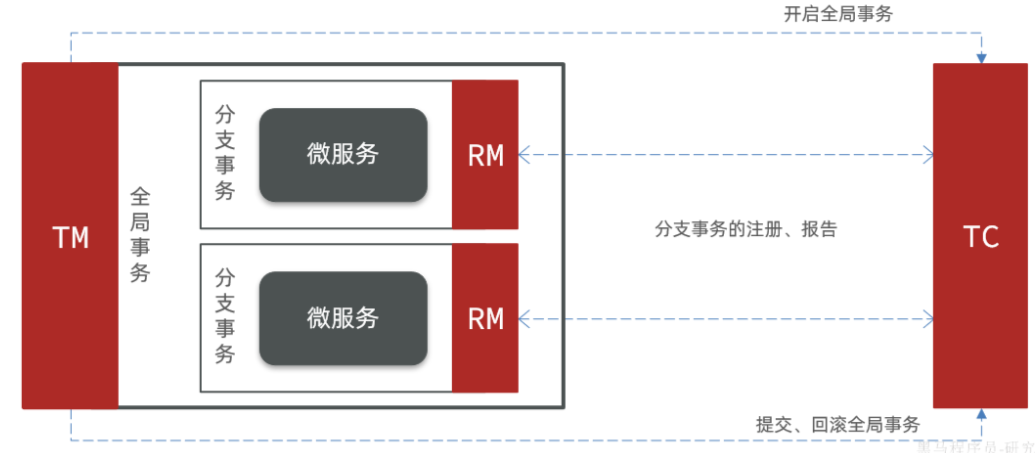 开启全局事务
TM
全局事务
分支事务
微服务
RM
分支事务的注册、报告
TC
分支事务
微服务
RM
提交、回滚全局事务
黑马程序员-研究